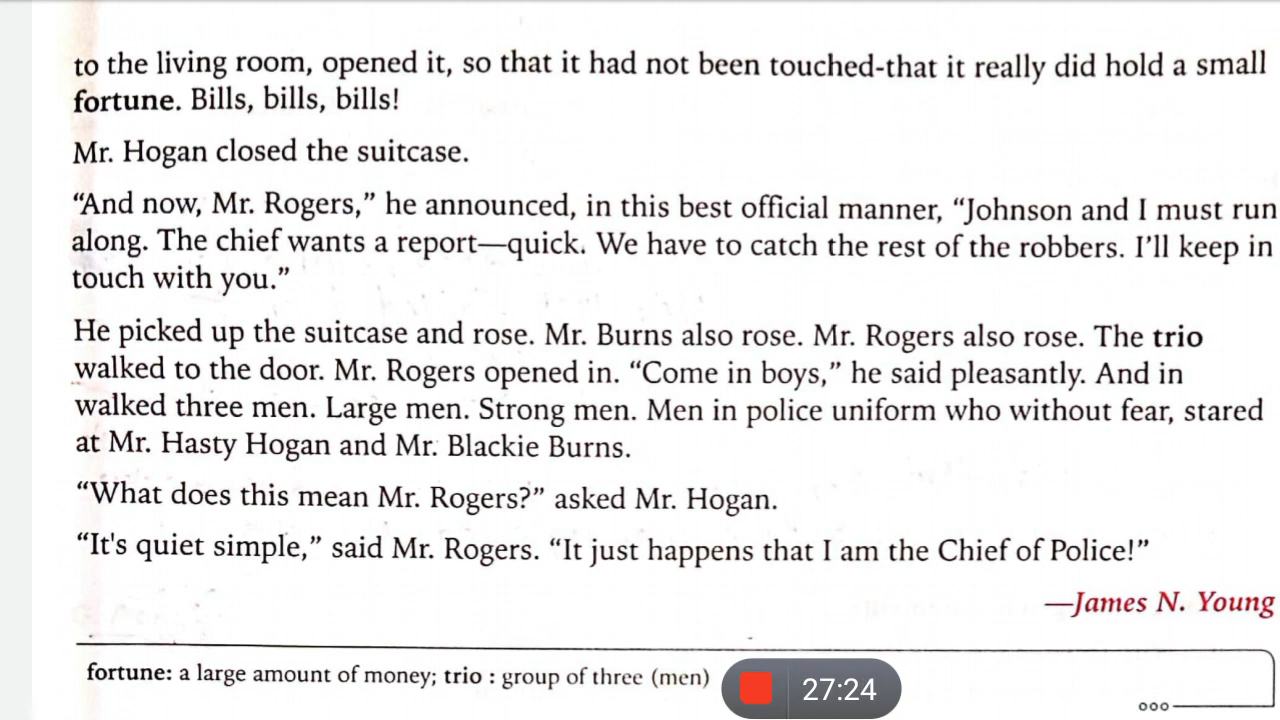 to the living room, opened it, so that it had not been touched-that it really did hold a small
fortune. Bills, bills, bills!
Mr. Hogan closed the suitcase.
“And now, Mr. Rogers,” he announced, in this best official manner, “Johnson and I must run
along. The chief wants a report—quick. We have to catch the rest of the robbers. I’ll keep in
touch with you.”
He picked up the suitcase and rose. Mr. Burns also rose. Mr. Rogers also rose. The trio
walked to the door. Mr. Rogers opened in. “Come in boys,” he said pleasantly. And in
walked three men. Large men. Strong men. Men in police uniform who without fear, stared
at Mr. Hasty Hogan and Mr. Blackie Burns.
“What does this mean Mr. Rogers?” asked Mr. Hogan.
“It's quiet simple,” said Mr. Rogers. “It just happens that I am the Chief of Police!”
—James N. Young
fortune: a large amount of money; trio : group of three (men)
27:24